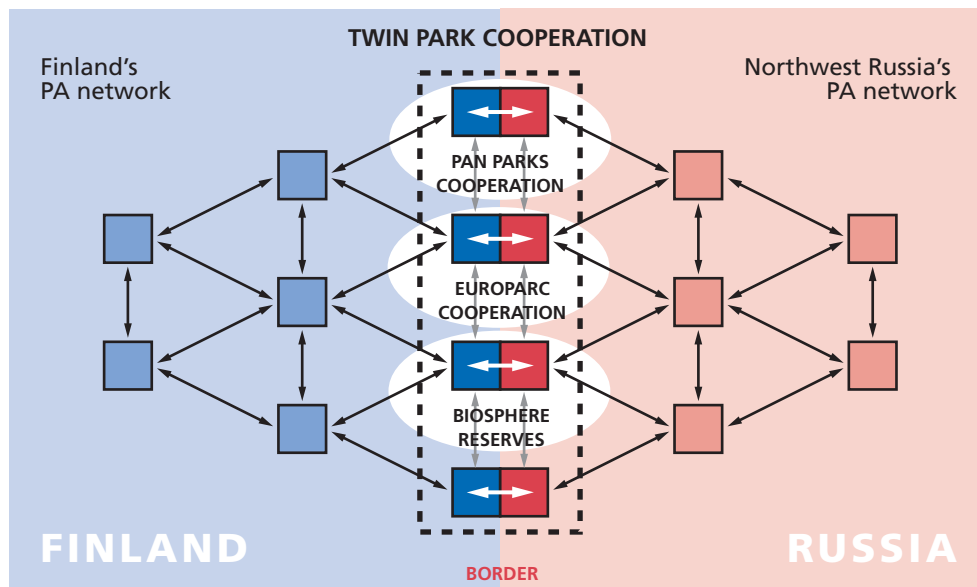 TWIN PARK COOPERATION
Finland's
PA network
Northwest Russia's
PA network
PAN PARKS
COOPERATION
EUROPARC
COOPERATION
BIOSPHERE
RESERVES
FINLAND
RUSSIA
BORDER